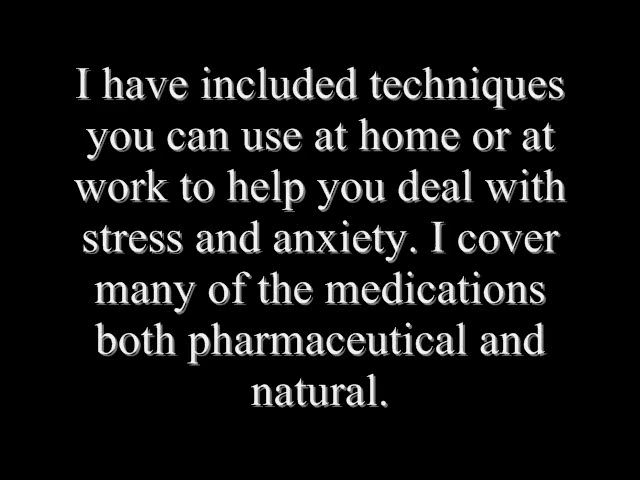 I have included techniques
you can use at home or at
work to help you deal with
stress and anxiety. I cover
many of the medications
both pharmaceutical and
natural.